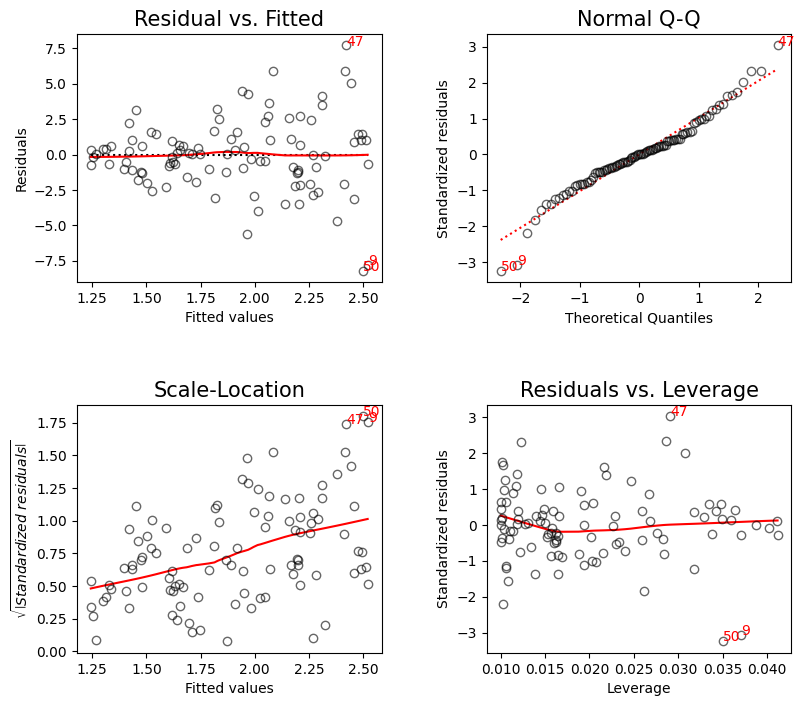 Residual vs. Fitted
Residuals
7.5
5.0
2.5
0.0
−2.5
−5.0
−7.5
47
9
50
1.25 1.50 1.75 2.00 2.25 2.50
Fitted values
Normal Q-Q
Standardized residuals
3
2
1
0
−1
−2
−3
47
9
50
−2 −1 0 1 2
Theoretical Quantiles
Scale-Location
√|Standardized residuals|
1.75
1.50
1.25
1.00
0.75
0.50
0.25
0.00
50
47
9
1.25 1.50 1.75 2.00 2.25 2.50
Fitted values
Residuals vs. Leverage
Standardized residuals
3
2
1
0
−1
−2
−3
47
9
50
0.010 0.015 0.020 0.025 0.030 0.035 0.040
Leverage